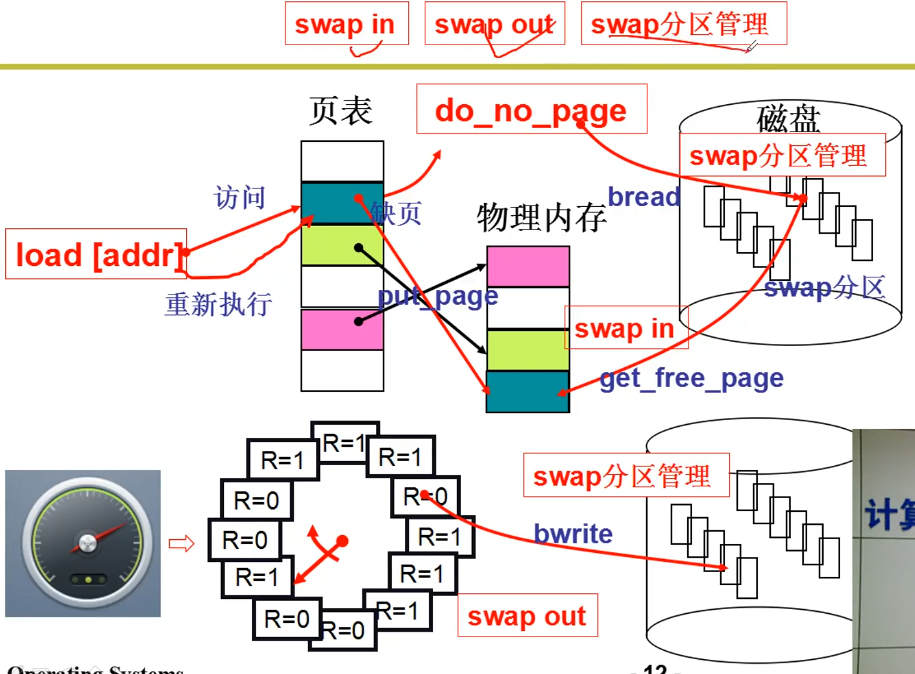 swap in
swap out
swap分区管理
页表
do_no_page
磁盘
swap分区管理
访问
缺页
bread
物理内存
load [addr]
重新执行
put_page
swap分区
swap in
get_free_page
R=1
R=1
R=1
R=0
R=0
R=0
R=1
R=1
R=1
R=0
R=0
R=1
swap分区管理
bwrite
swap out
计算
Operating Systems
- 12 -